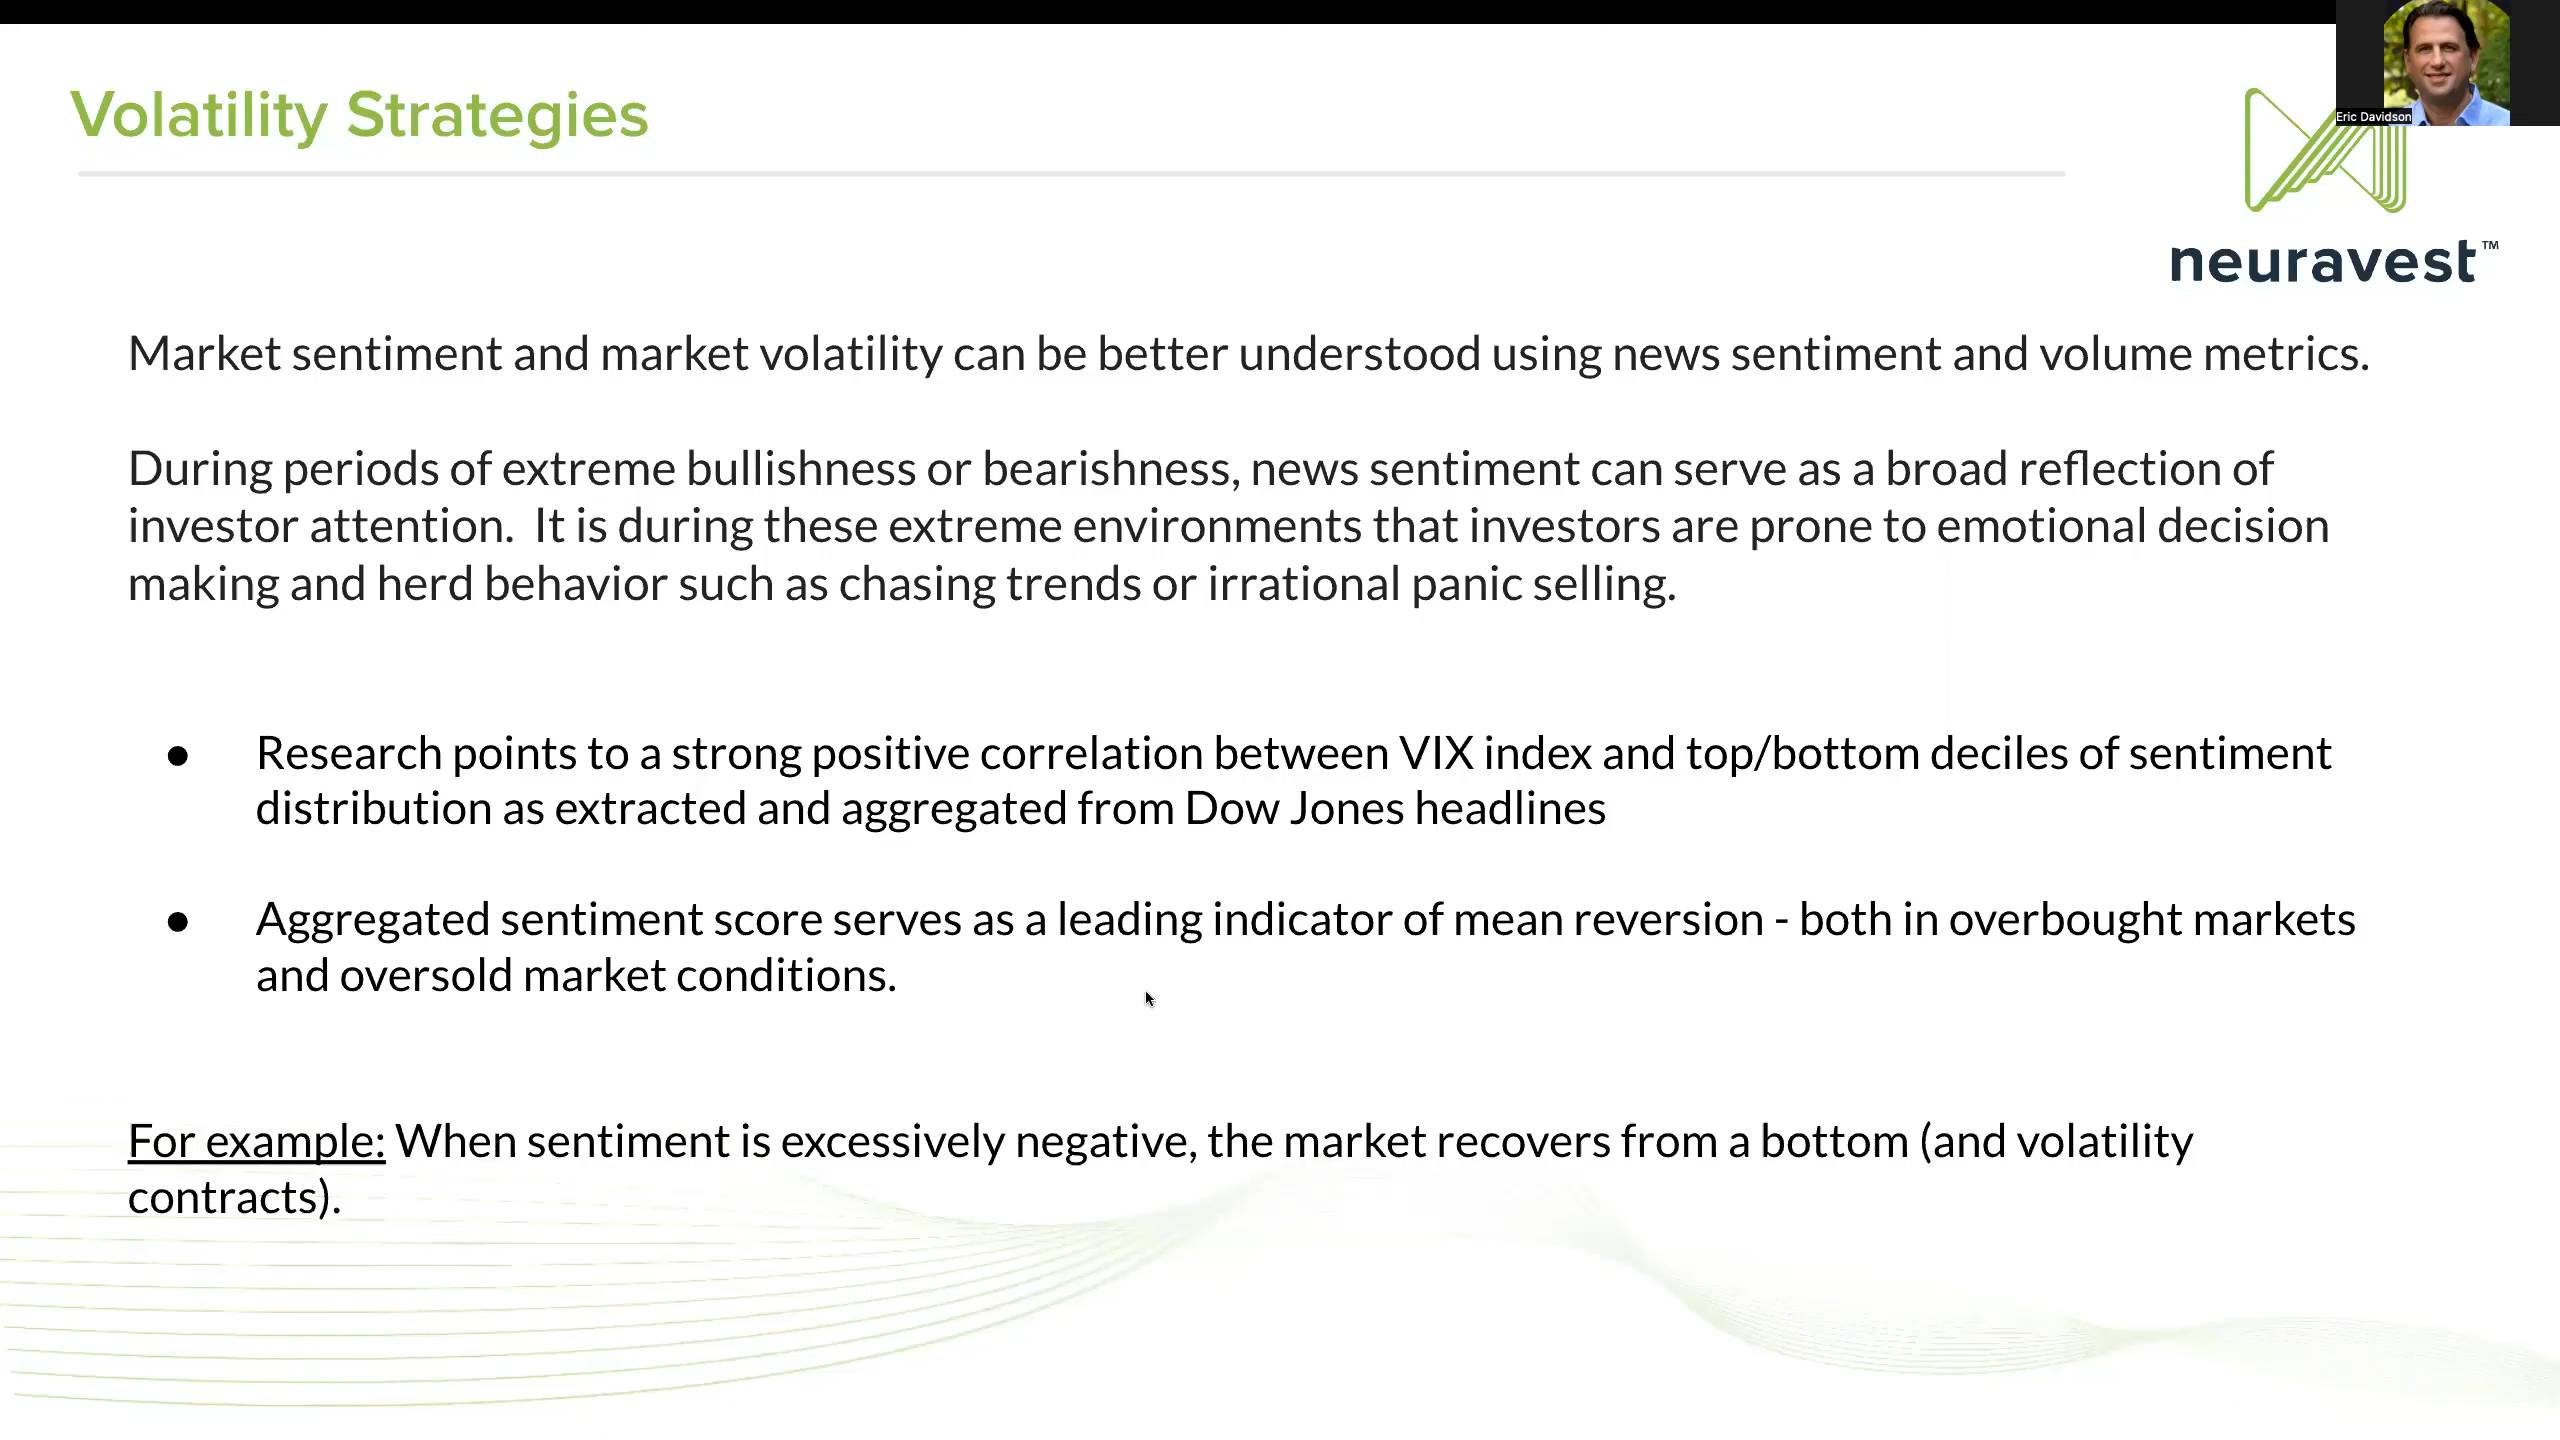 Eric Davidson
Volatility Strategies
neuravest™
Market sentiment and market volatility can be better understood using news sentiment and volume metrics.
During periods of extreme bullishness or bearishness, news sentiment can serve as a broad reflection of
investor attention.  It is during these extreme environments that investors are prone to emotional decision
making and herd behavior such as chasing trends or irrational panic selling.
● Research points to a strong positive correlation between VIX index and top/bottom deciles of sentiment
distribution as extracted and aggregated from Dow Jones headlines
● Aggregated sentiment score serves as a leading indicator of mean reversion - both in overbought markets
and oversold market conditions.
For example: When sentiment is excessively negative, the market recovers from a bottom (and volatility
contracts).